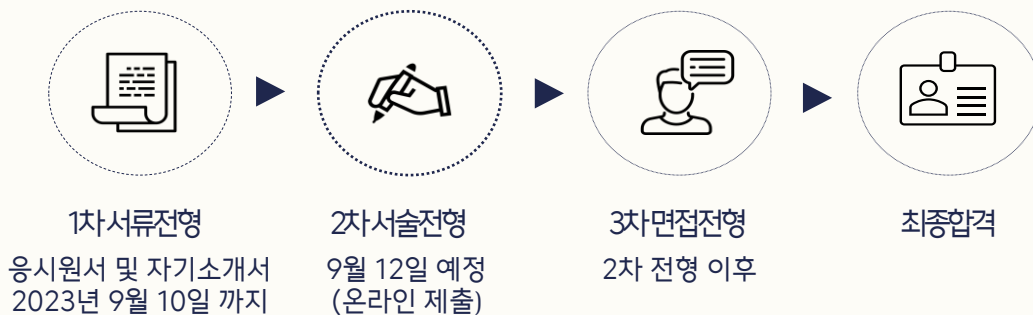 1차 서류전형
응시원서 및 자기소개서
2023년 9월 10일 까지
2차 서술전형
9월 12일 예정
(온라인 제출)
3차 면접전형
2차 전형 이후
최종합격